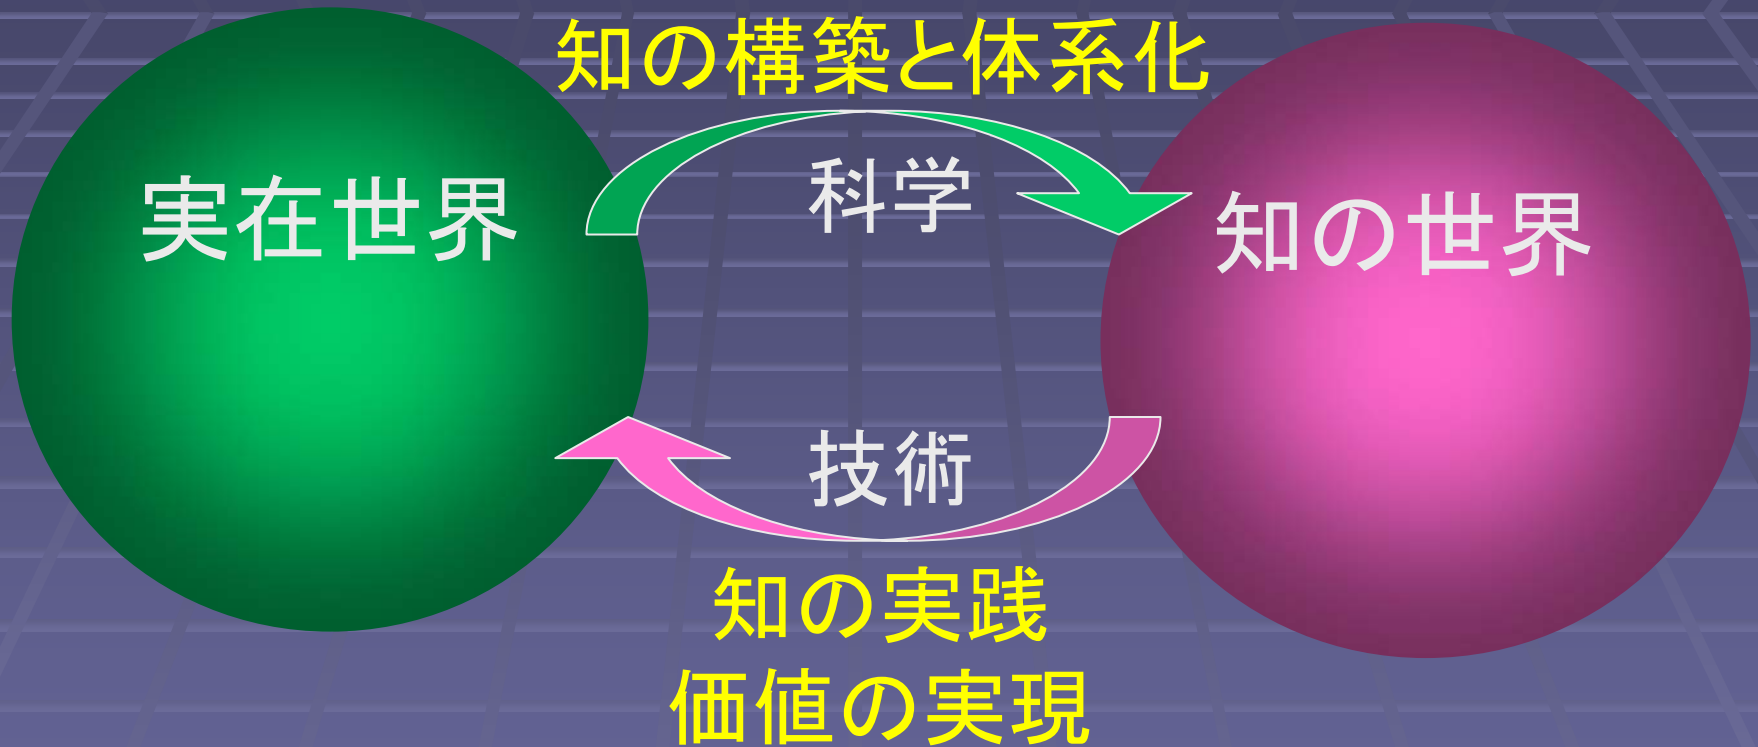 知の構築と体系化
実在世界
科学
知の世界
技術
知の実践
価値の実現